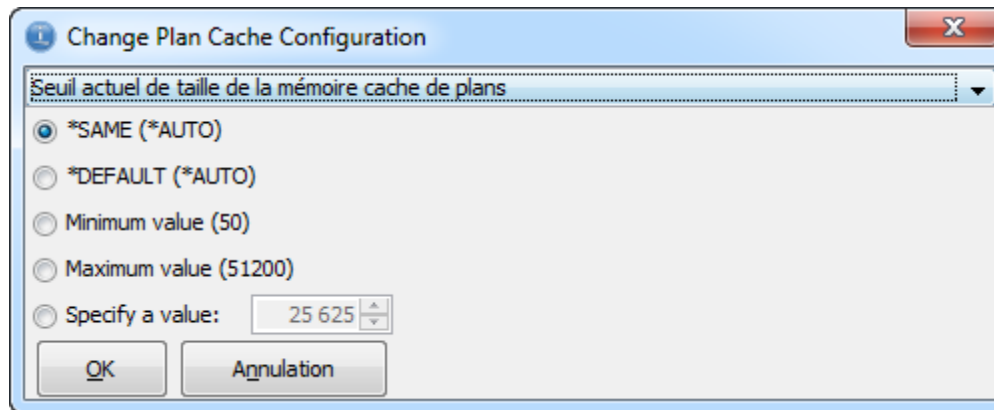 Change Plan Cache Configuration
Seuil actuel de taille de la mémoire cache de plans
*SAME (*AUTO)
*DEFAULT (*AUTO)
Minimum value (50)
Maximum value (51200)
Specify a value: 25 625
OK Annulation